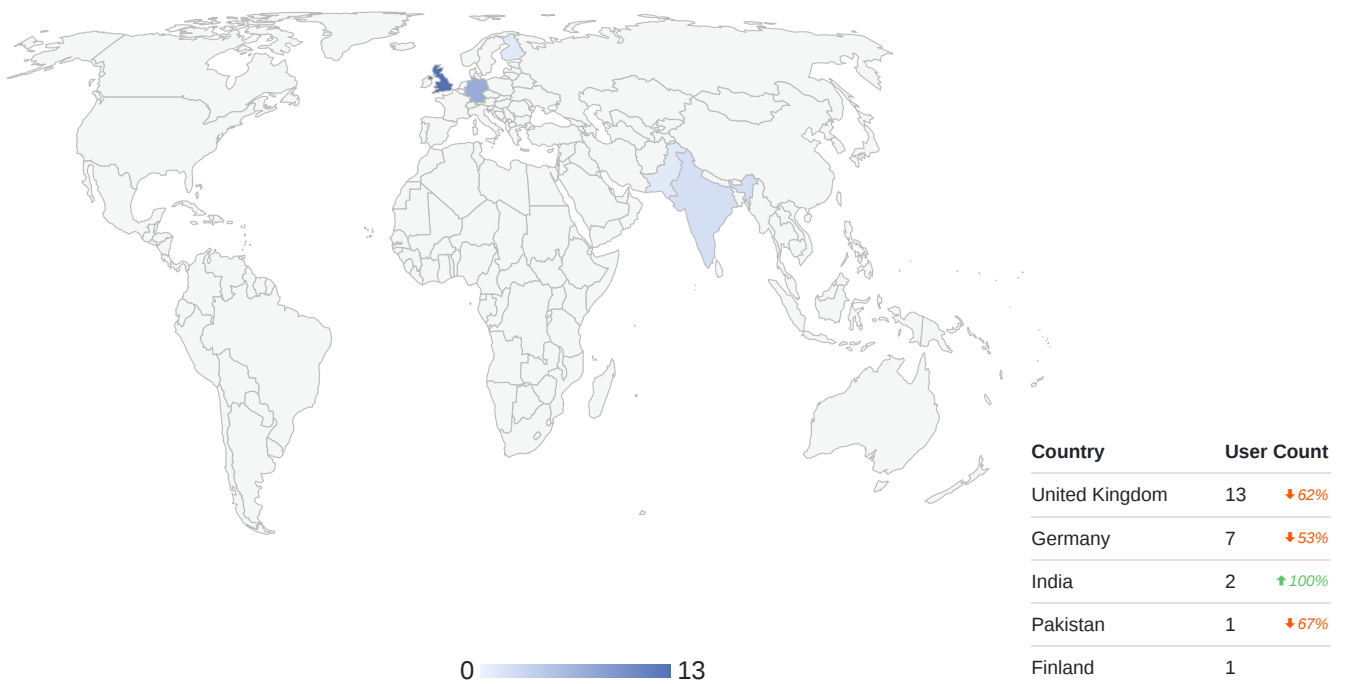 Country User Count
United Kingdom 13 62%
Germany 7 53%
India 2 100%
Pakistan 1 67%
Finland 1
0 13